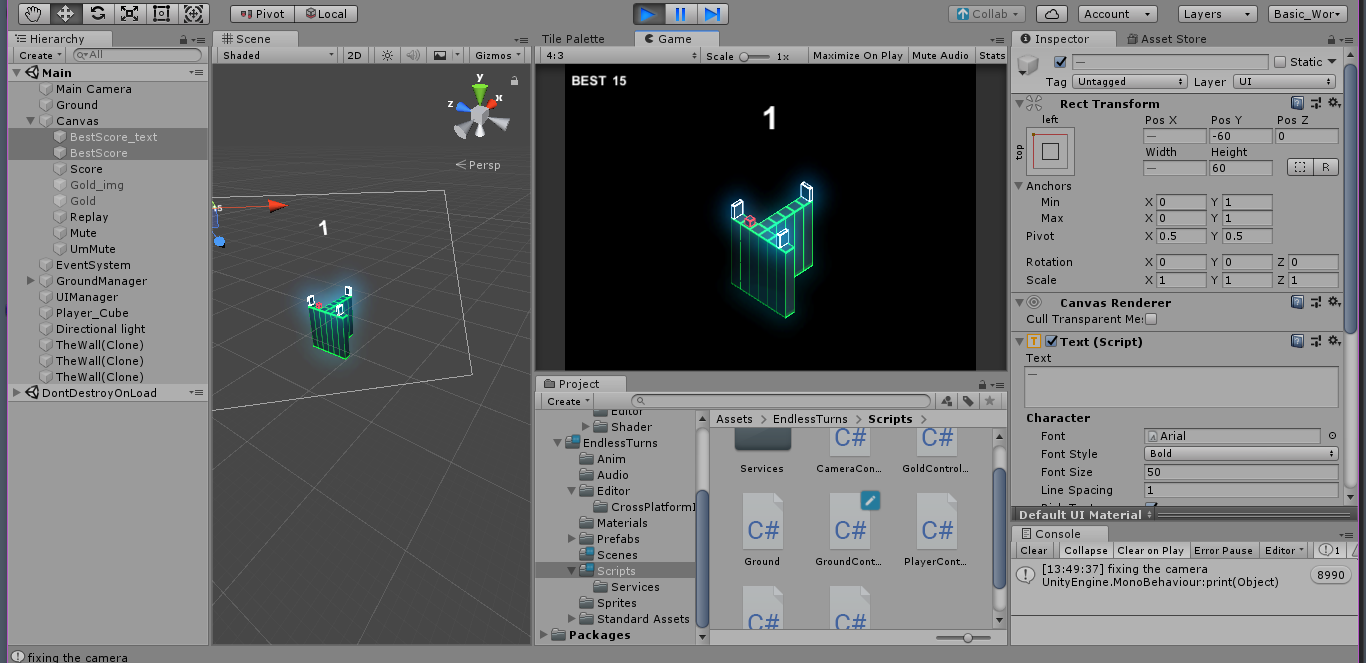 Pivot Local
Collab
Account
Layers
Basic_Wor
Hierarchy
Create
All
Main
Main Camera
Ground
Canvas
BestScore_text
BestScore
Score
Gold_img
Gold
Replay
Mute
UmMute
EventSystem
GroundManager
UIManager
Player_Cube
Directional light
TheWall(Clone)
TheWall(Clone)
TheWall(Clone)
DontDestroyOnLoad
Scene
Shaded
2D
Gizmos
y
z
x
Persp
1
Tile Palette
Game
4:3 Scale 1x Maximize On Play Mute Audio Stats
BEST 15
1
Project
Create
Editor
Shader
EndlessTurns
Anim
Audio
Editor
CrossPlatformI
Materials
Prefabs
Scenes
Scripts
Services
Sprites
Standard Assets
Packages
Assets > EndlessTurns > Scripts
C# C#
Services CameraCon... GoldControl...
C# C# C#
Ground GroundCont... PlayerCont...
C# C#
Inspector Asset Store
— Static
Tag Untagged Layer UI
Rect Transform
left
top
Pos X Pos Y Pos Z
— -60 0
Width Height
— 60
R
Anchors
Min X 0 Y 1
Max X 0 Y 1
Pivot X 0.5 Y 0.5
Rotation X 0 Y 0 Z 0
Scale X 1 Y 1 Z 1
Canvas Renderer
Cull Transparent Me
Text (Script)
Text
—
Character
Font Arial
Font Style Bold
Font Size 50
Line Spacing 1
Default UI Material
Console
Clear Collapse Clear on Play Error Pause Editor 1
[13:49:37] fixing the camera
UnityEngine.MonoBehaviour:print(Object)
8990
fixing the camera